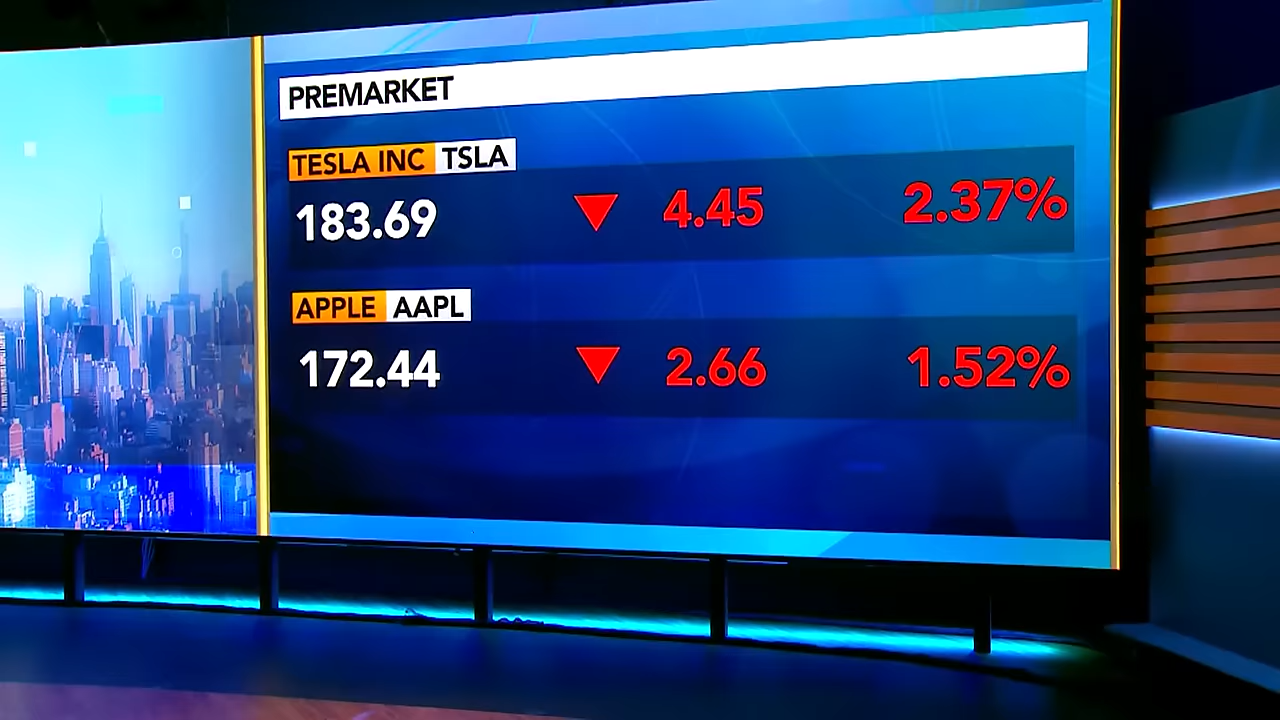 PREMARKET
TESLA INC TSLA
183.69 ▼ 4.45 2.37%
APPLE AAPL
172.44 ▼ 2.66 1.52%